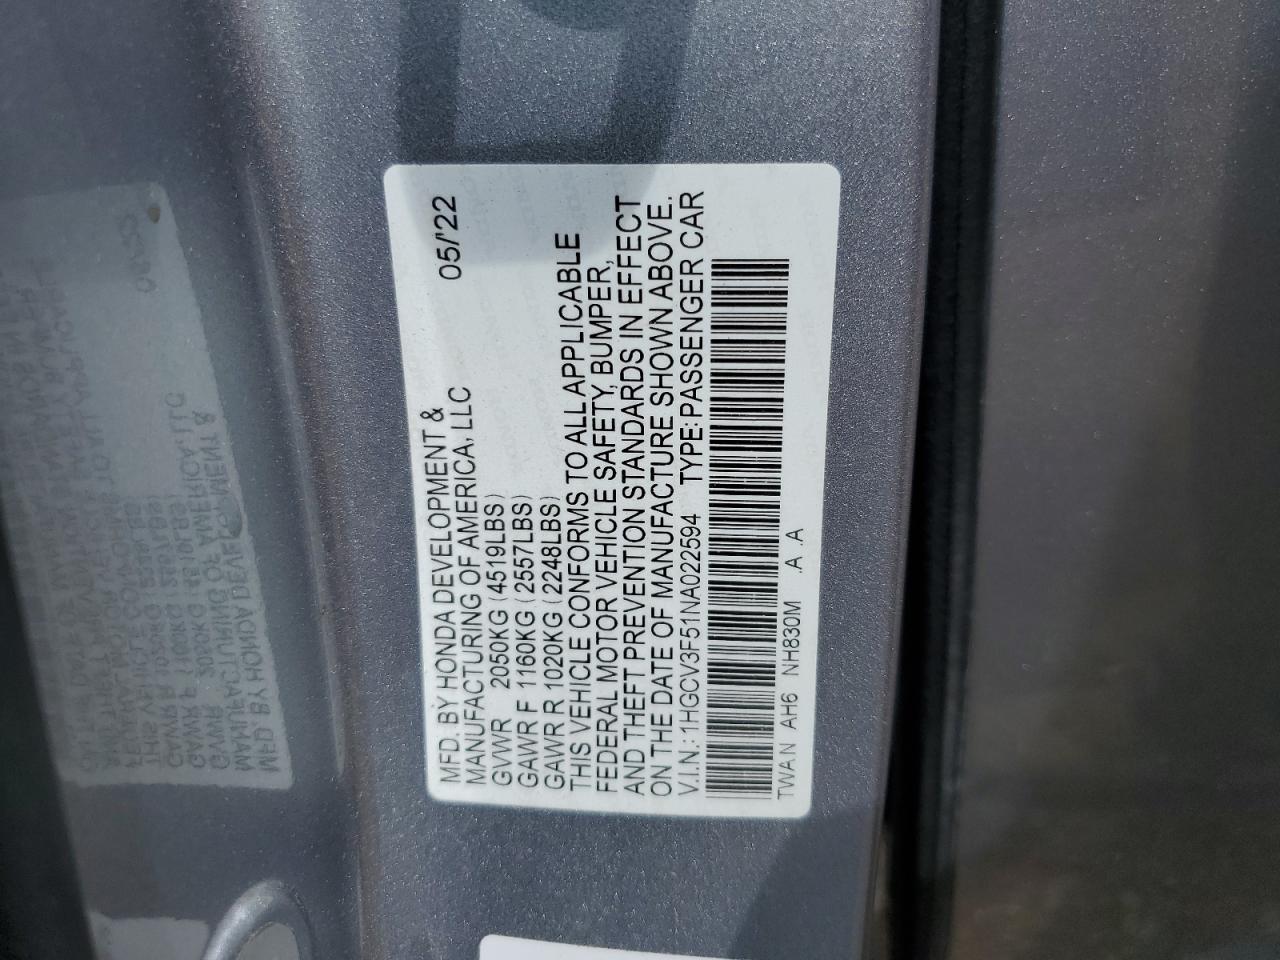 MFD. BY HONDA DEVELOPMENT & 05/'22
MANUFACTURING OF AMERICA, LLC
GVWR 2050KG (4519LBS)
GAWR F 1160KG (2557LBS)
GAWR R 1020KG (2248LBS)
THIS VEHICLE CONFORMS TO ALL APPLICABLE
FEDERAL MOTOR VEHICLE SAFETY, BUMPER,
AND THEFT PREVENTION STANDARDS IN EFFECT
ON THE DATE OF MANUFACTURE SHOWN ABOVE.
V.I.N.: 1HGCV3F51NA022594 TYPE: PASSENGER CAR
TWA N AH6 NH830M .A .A